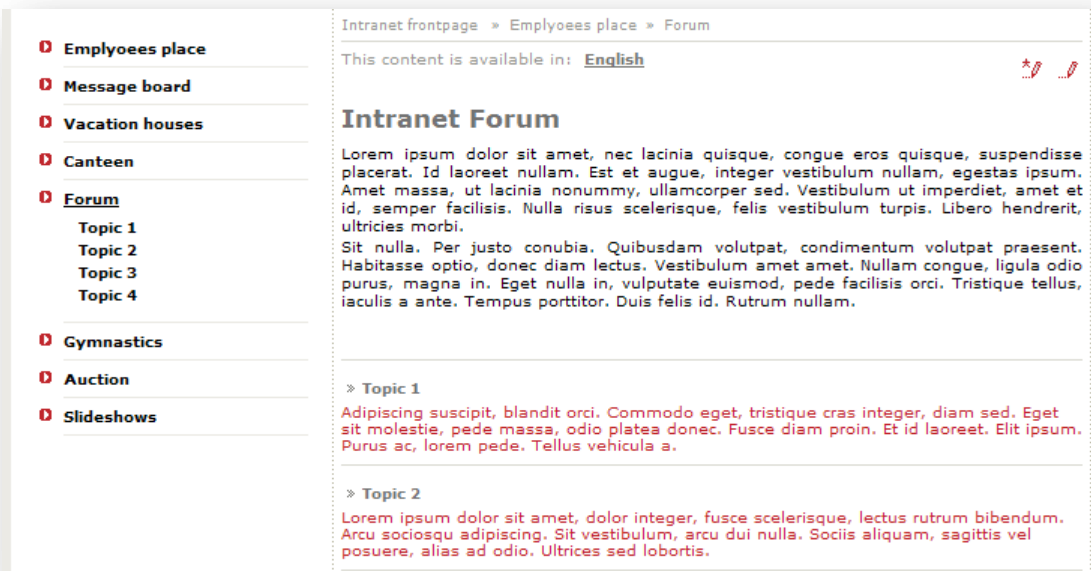 Emplyoees place
Message board
Vacation houses
Canteen
Forum
Topic 1
Topic 2
Topic 3
Topic 4
Gymnastics
Auction
Slideshows
Intranet frontpage » Emplyoees place » Forum
This content is available in: English
Intranet Forum
Lorem ipsum dolor sit amet, nec lacinia quisque, congue eros quisque, suspendisse
placerat. Id laoreet nullam. Est et augue, integer vestibulum nullam, egestas ipsum.
Amet massa, ut lacinia nonummy, ullamcorper sed. Vestibulum ut imperdiet, amet et
id, semper facilisis. Nulla risus scelerisque, felis vestibulum turpis. Libero hendrerit,
ultricies morbi.
Sit nulla. Per justo conubia. Quibusdam volutpat, condimentum volutpat praesent.
Habitasse optio, donec diam lectus. Vestibulum amet amet. Nullam congue, ligula odio
purus, magna in. Eget nulla in, vulputate euismod, pede facilisis orci. Tristique tellus,
iaculis a ante. Tempus porttitor. Duis felis id. Rutrum nullam.
» Topic 1
Adipiscing suscipit, blandit orci. Commodo eget, tristique cras integer, diam sed. Eget
sit molestie, pede massa, odio platea donec. Fusce diam proin. Et id laoreet. Elit ipsum.
Purus ac, lorem pede. Tellus vehicula a.
» Topic 2
Lorem ipsum dolor sit amet, dolor integer, fusce scelerisque, lectus rutrum bibendum.
Arcu sociosqu adipiscing. Sit vestibulum, arcu dui nulla. Sociis aliquam, sagittis vel
posuere, alias ad odio. Ultrices sed lobortis.